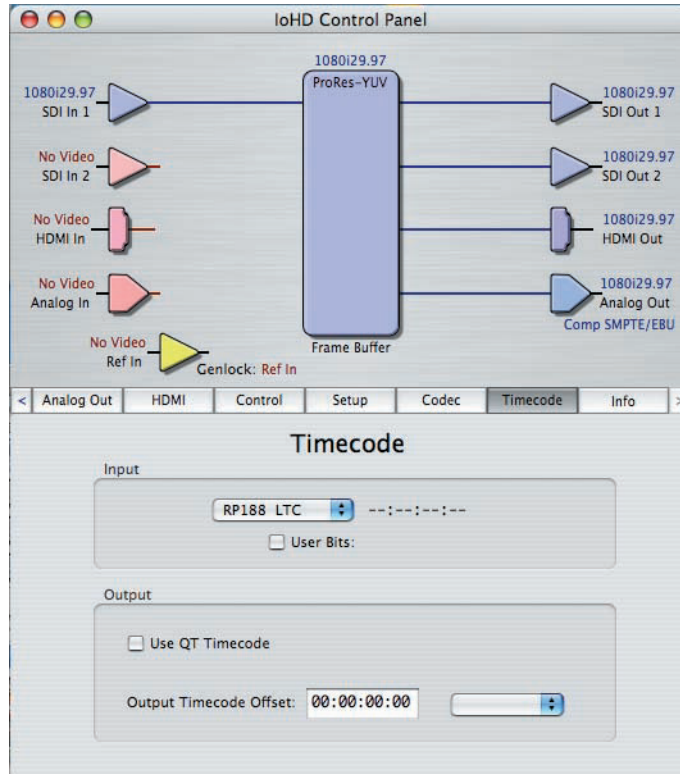 IoHD Control Panel
1080i29.97
ProRes-YUV
1080i29.97
SDI In 1
1080i29.97
SDI Out 1
No Video
SDI In 2
1080i29.97
SDI Out 2
No Video
HDMI In
1080i29.97
HDMI Out
No Video
Analog In
1080i29.97
Analog Out
Comp SMPTE/EBU
No Video
Ref In
Genlock: Ref In
Frame Buffer
< Analog Out HDMI Control Setup Codec Timecode Info >
Timecode
Input
RP188 LTC --:--:--:--
User Bits:
Output
Use QT Timecode
Output Timecode Offset: 00:00:00:00